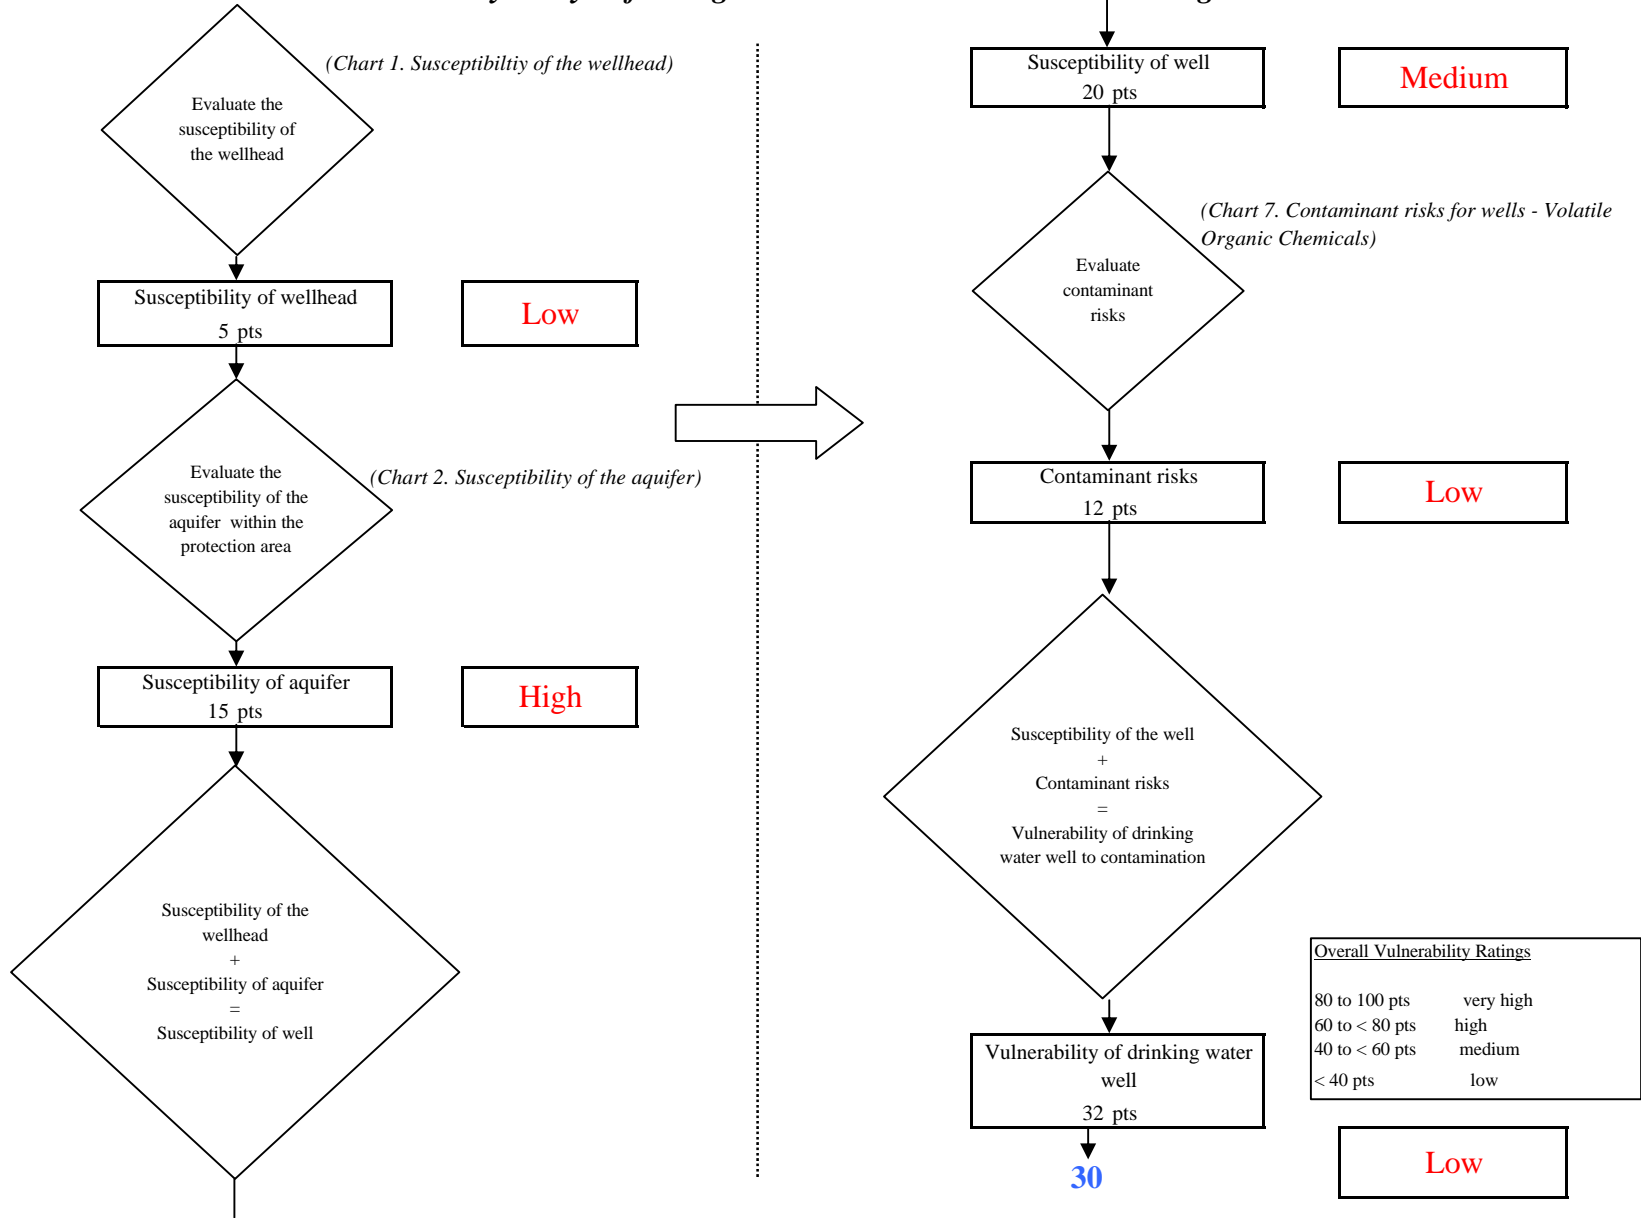 (Chart 1. Susceptibiltiy of the wellhead)
Evaluate the
susceptibility of
the wellhead
Susceptibility of wellhead
5 pts
Low
Evaluate the
susceptibility of the
aquifer within the
protection area
(Chart 2. Susceptibility of the aquifer)
Susceptibility of aquifer
15 pts
High
Susceptibility of the
wellhead
+
Susceptibility of aquifer
=
Susceptibility of well
Susceptibility of well
20 pts
Medium
(Chart 7. Contaminant risks for wells - Volatile
Organic Chemicals)
Evaluate
contaminant
risks
Contaminant risks
12 pts
Low
Susceptibility of the well
+
Contaminant risks
=
Vulnerability of drinking
water well to contamination
Overall Vulnerability Ratings
80 to 100 pts very high
60 to < 80 pts high
40 to < 60 pts medium
< 40 pts low
Vulnerability of drinking water
well
32 pts
30
Low